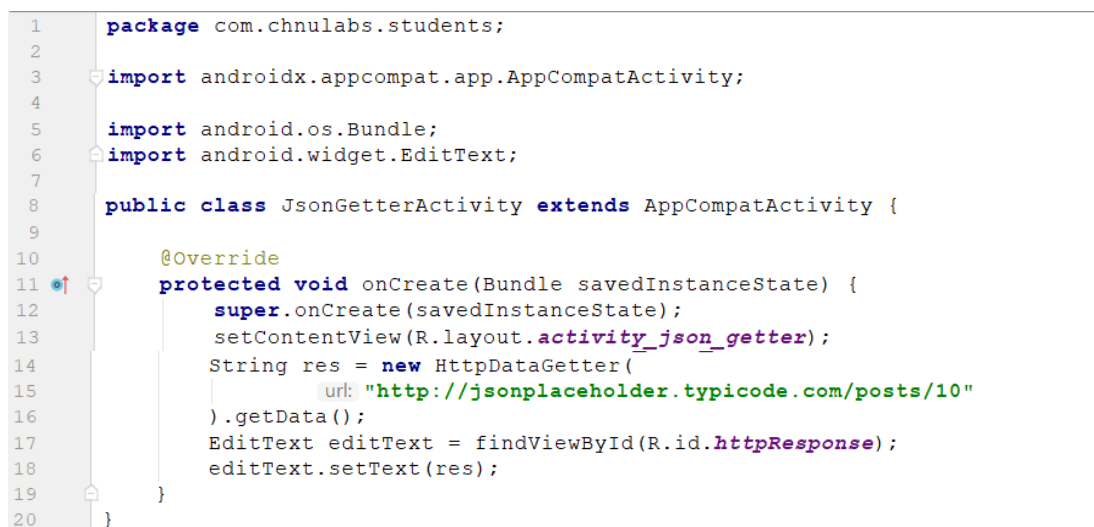 1 package com.chnulabs.students;
2
3 import androidx.appcompat.app.AppCompatActivity;
4
5 import android.os.Bundle;
6 import android.widget.EditText;
7
8 public class JsonGetterActivity extends AppCompatActivity {
9
10 @Override
11 protected void onCreate(Bundle savedInstanceState) {
12 super.onCreate(savedInstanceState);
13 setContentView(R.layout.activity_json_getter);
14 String res = new HttpDataGetter(
15 url: "http://jsonplaceholder.typicode.com/posts/10"
16 ).getData();
17 EditText editText = findViewById(R.id.httpResponse);
18 editText.setText(res);
19 }
20 }